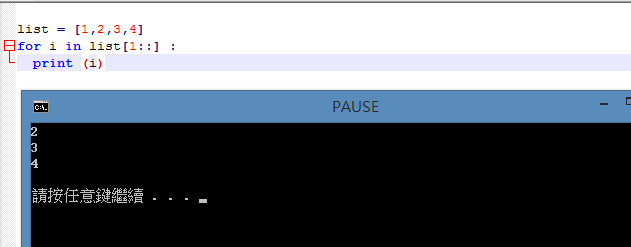 list = [1,2,3,4]
for i in list[1::] :
print (i)
C:\.
PAUSE
2
3
4
請按任意鍵繼續 . . .